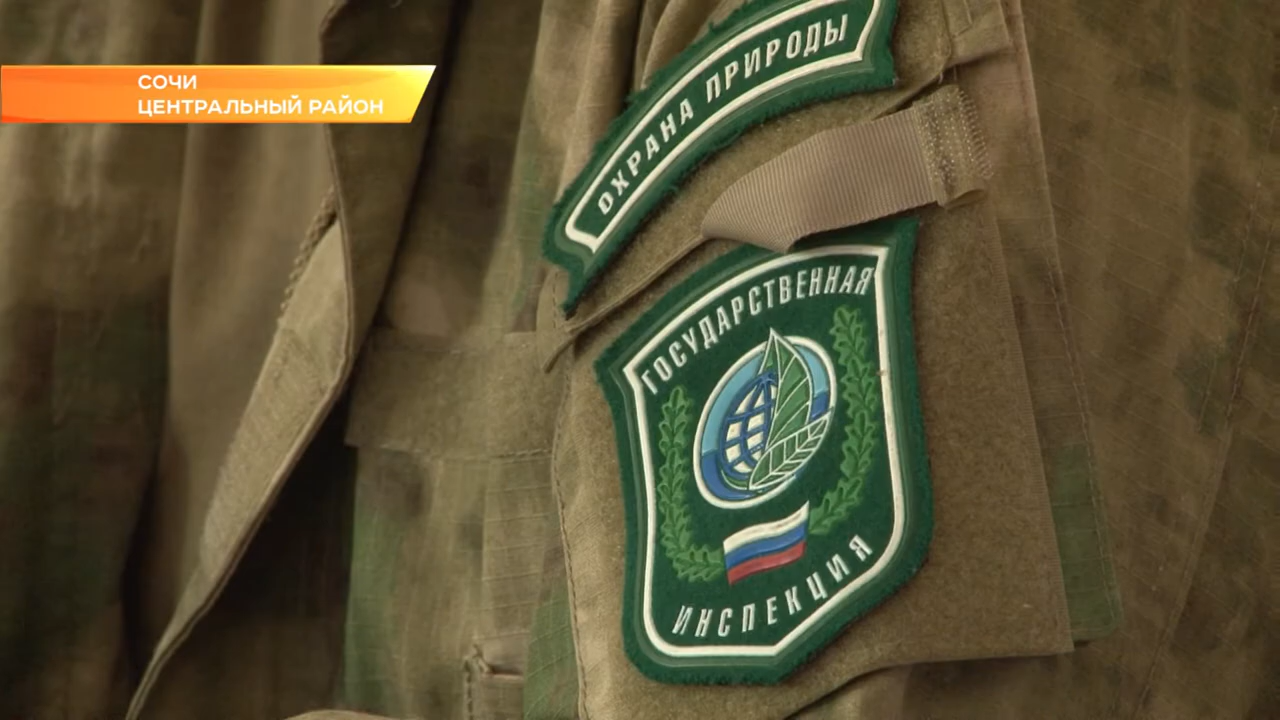 СОЧИ
ЦЕНТРАЛЬНЫЙ РАЙОН
ОХРАНА ПРИРОДЫ
ГОСУДАРСТВЕННАЯ
ИНСПЕКЦИЯ